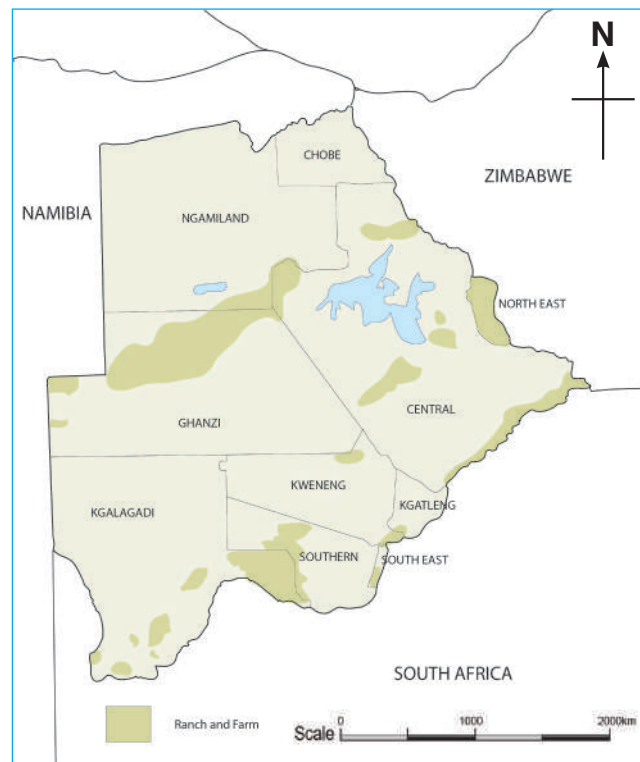 N
CHOBE
ZIMBABWE
NAMIBIA
NGAMILAND
NORTH EAST
CENTRAL
GHANZI
KWENENG
KGALAGADI
KGATLENG
SOUTHERN
SOUTH EAST
SOUTH AFRICA
Ranch and Farm
Scale
0 1000 2000km